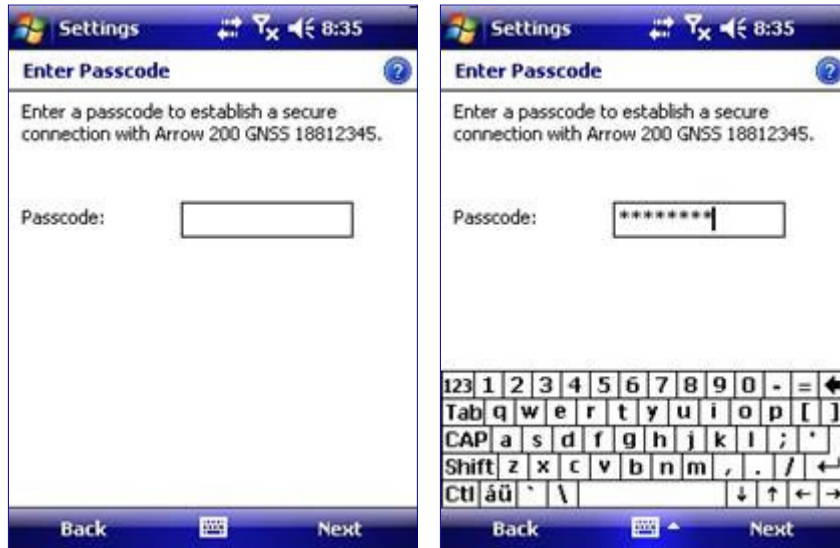 Settings 8:35
Enter Passcode ?
Enter a passcode to establish a secure
connection with Arrow 200 GNSS 18812345.
Passcode:
Back Next
Settings 8:35
Enter Passcode ?
Enter a passcode to establish a secure
connection with Arrow 200 GNSS 18812345.
Passcode: ********
123 1 2 3 4 5 6 7 8 9 0 - = 
Tab q w e r t y u i o p [ ]
CAP a s d f g h j k l ; '
Shift z x c v b n m , . / ↵
Ctl áü ` \ ↓ ↑ ← →
Back Next